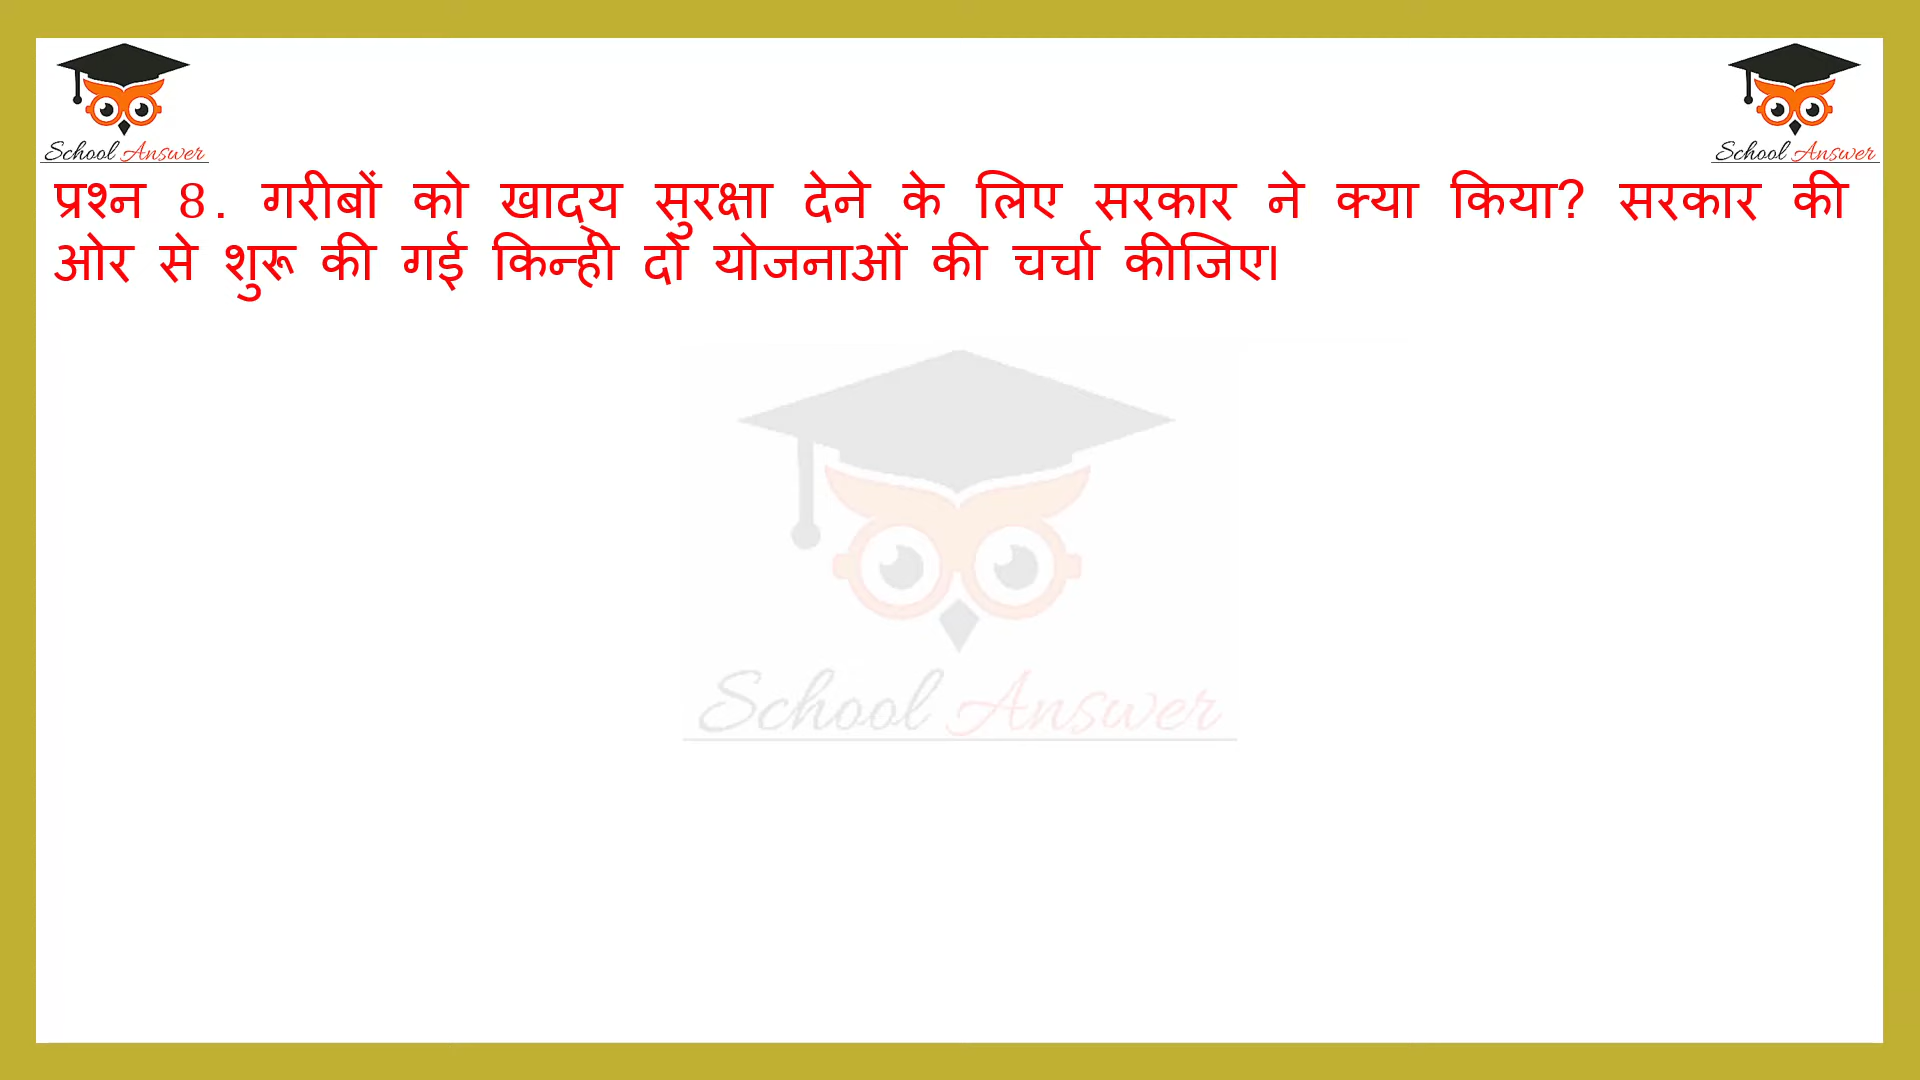 School Answer
School Answer
प्रश्न 8. गरीबों को खाद्य सुरक्षा देने के लिए सरकार ने क्या किया? सरकार की
ओर से शुरू की गई किन्ही दो योजनाओं की चर्चा कीजिए।
School Answer